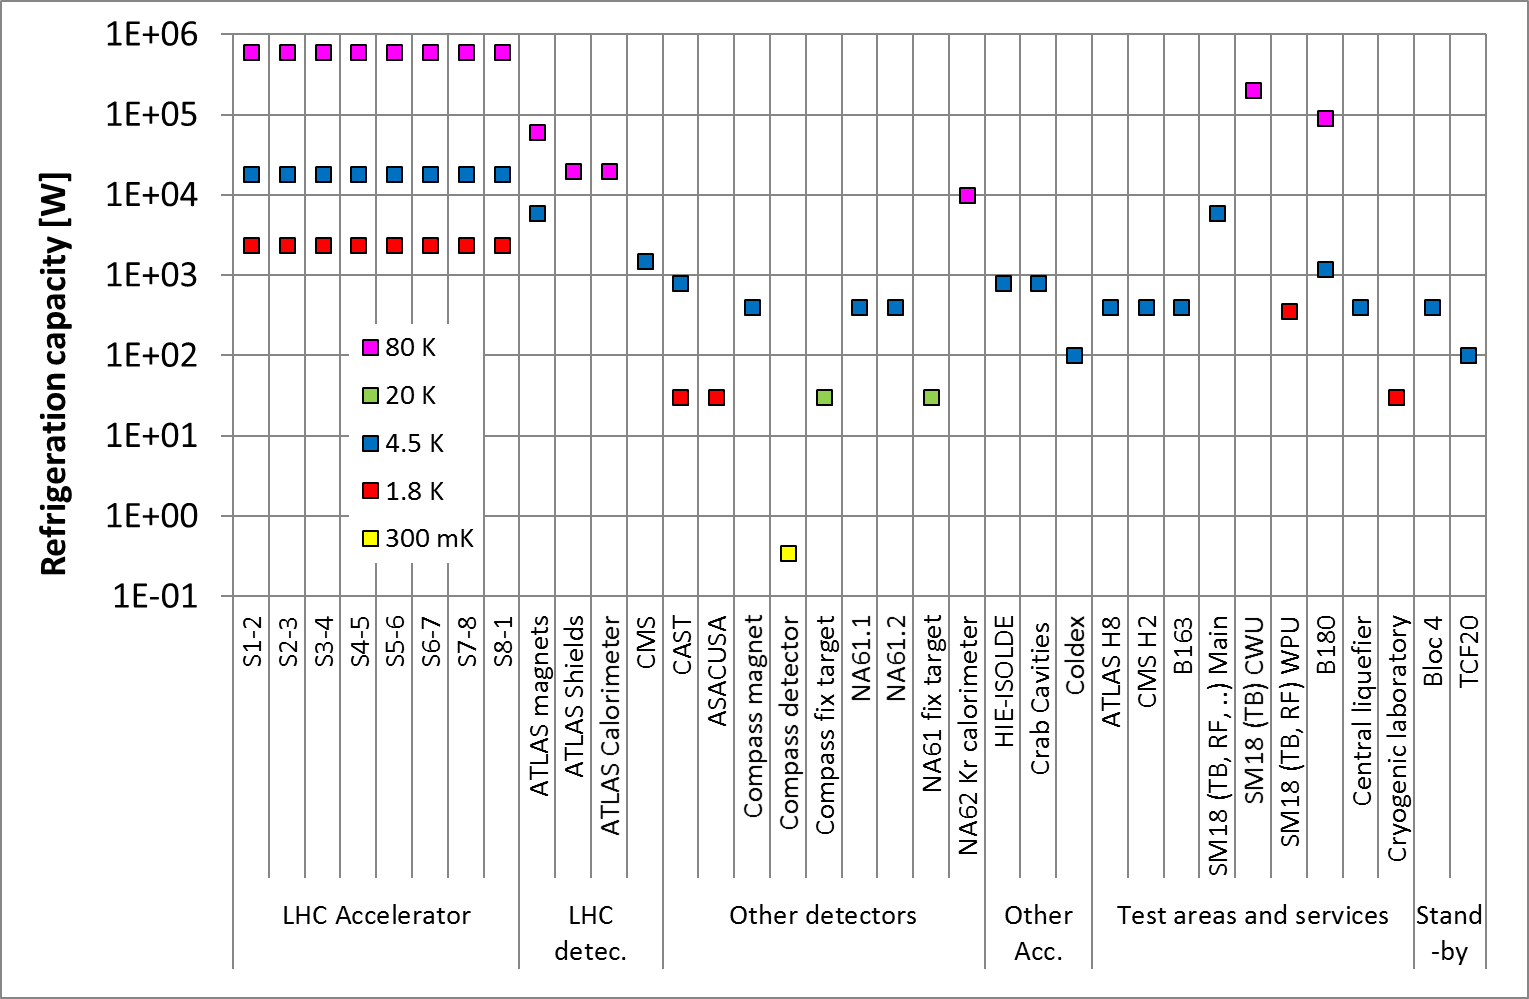 Refrigeration capacity [W]
1E+06
1E+05
1E+04
1E+03
1E+02
1E+01
1E+00
1E-01
80 K
20 K
4.5 K
1.8 K
300 mK
S1-2
S2-3
S3-4
S4-5
S5-6
S6-7
S7-8
S8-1
ATLAS magnets
ATLAS Shields
ATLAS Calorimeter
CMS
CAST
ASACUSA
Compass magnet
Compass detector
Compass fix target
NA61.1
NA61.2
NA61 fix target
NA62 Kr calorimeter
HIE-ISOLDE
Crab Cavities
Coldex
ATLAS H8
CMS H2
B163
SM18 (TB, RF, ..) Main
SM18 (TB) CWU
SM18 (TB, RF) WPU
B180
Central liquefier
Cryogenic laboratory
Bloc 4
TCF20
LHC Accelerator
LHC
detec.
Other detectors
Other
Acc.
Test areas and services
Stand
-by